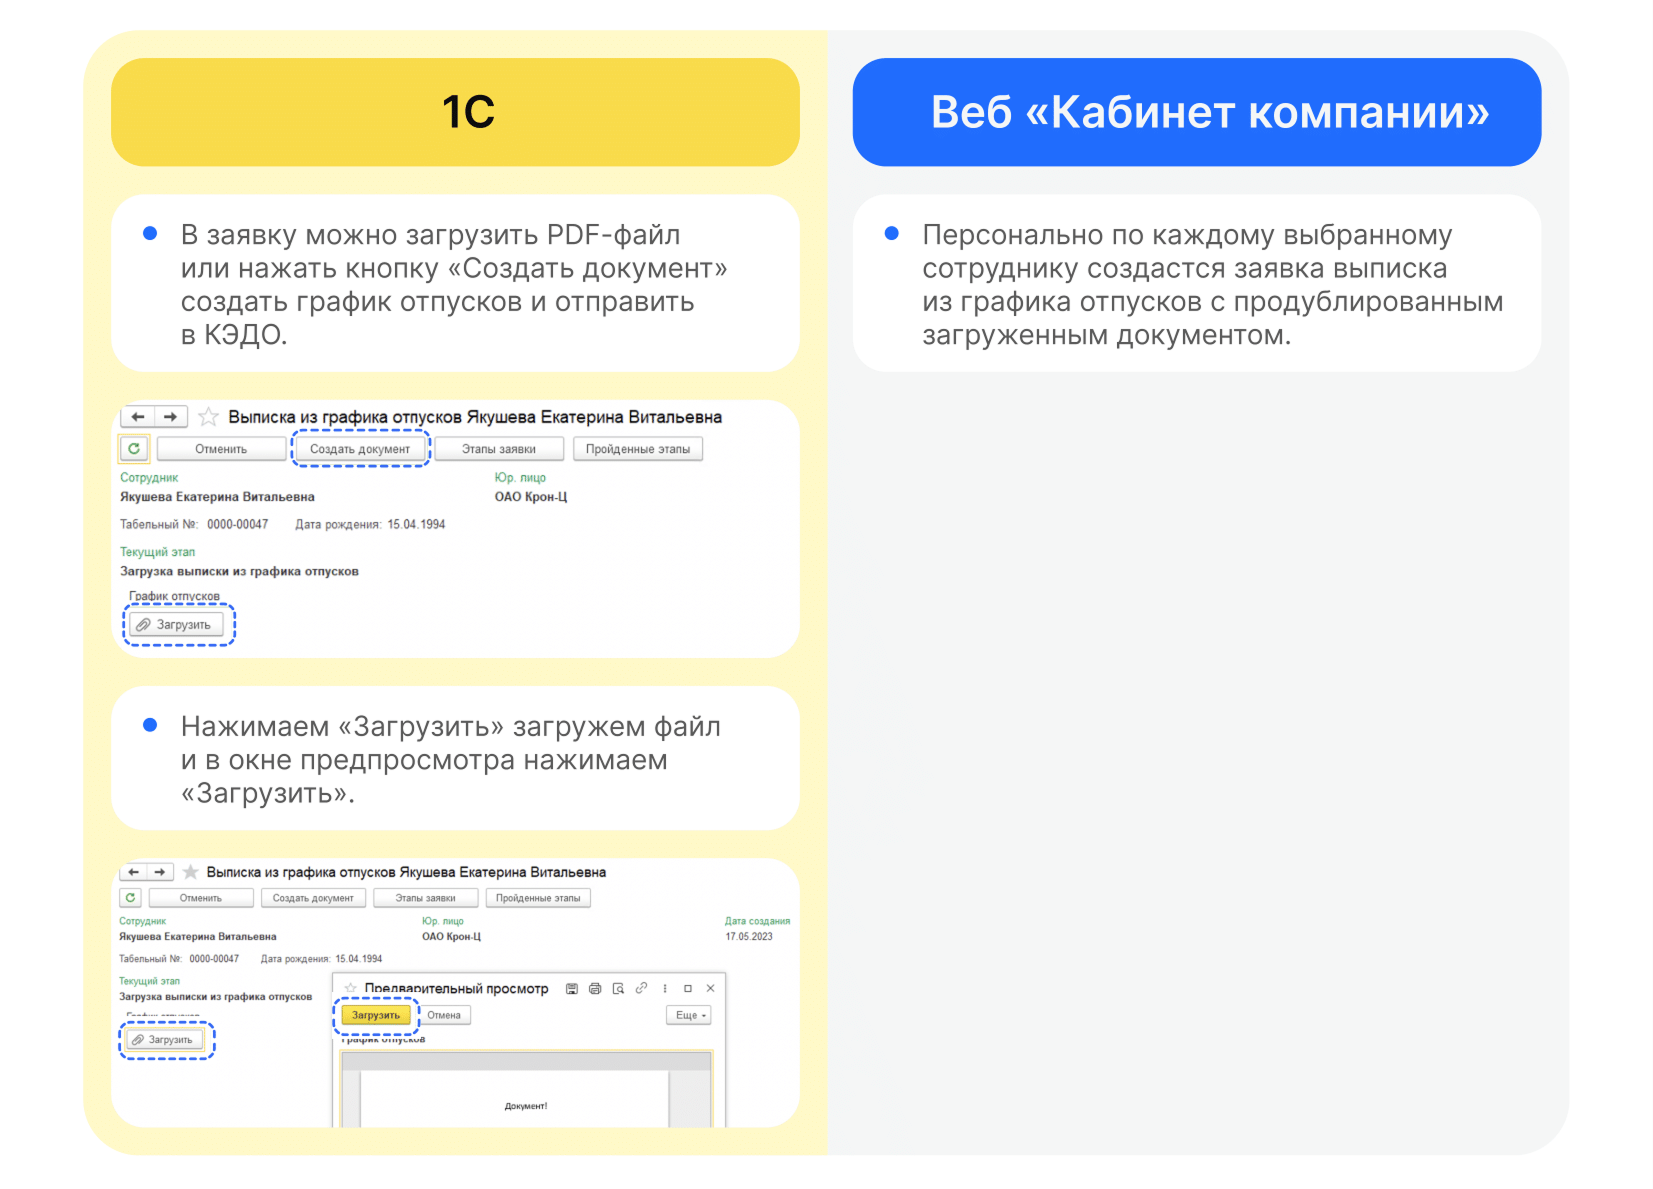 1С
В заявку можно загрузить PDF-файл
или нажать кнопку «Создать документ»
создать график отпусков и отправить
в КЭДО.
Выписка из графика отпусков Якушева Екатерина Витальевна
Отменить Создать документ Этапы заявки Пройденные этапы
Сотрудник Юр. лицо
Якушева Екатерина Витальевна ОАО Крон-Ц
Табельный №: 0000-00047 Дата рождения: 15.04.1994
Текущий этап
Загрузка выписки из графика отпусков
График отпусков
Загрузить
Нажимаем «Загрузить» загружем файл
и в окне предпросмотра нажимаем
«Загрузить».
Выписка из графика отпусков Якушева Екатерина Витальевна
Отменить Создать документ Этапы заявки Пройденные этапы
Сотрудник Юр. лицо Дата создания
Якушева Екатерина Витальевна ОАО Крон-Ц 17.05.2023
Табельный №: 0000-00047 Дата рождения: 15.04.1994
Текущий этап
Загрузка выписки из графика отпусков
График отпусков
Загрузить
Предварительный просмотр
Загрузить Отмена Еще
График отпусков
Документ!
Веб «Кабинет компании»
Персонально по каждому выбранному
сотруднику создастся заявка выписка
из графика отпусков с продублированным
загруженным документом.